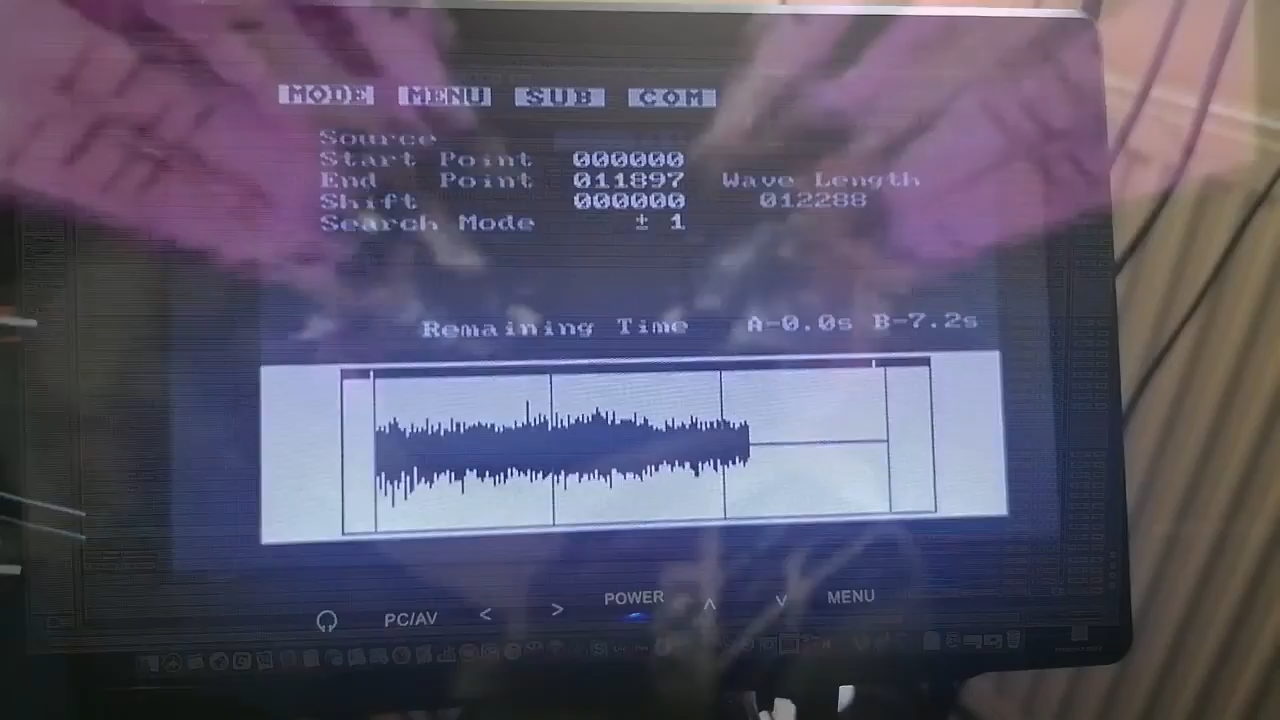 MODE MENU SUB COM
Source
Start Point 000000
End Point 011897 Wave Length
Shift 000000 012288
Search Mode ± 1
Remaining Time A-0.0s B-7.2s
PC/AV < > POWER ʌ v MENU